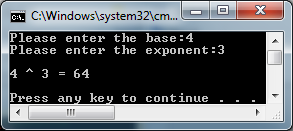 C:\Windows\system32\cm...
Please enter the base:4
Please enter the exponent:3
4 ^ 3 = 64
Press any key to continue . . .